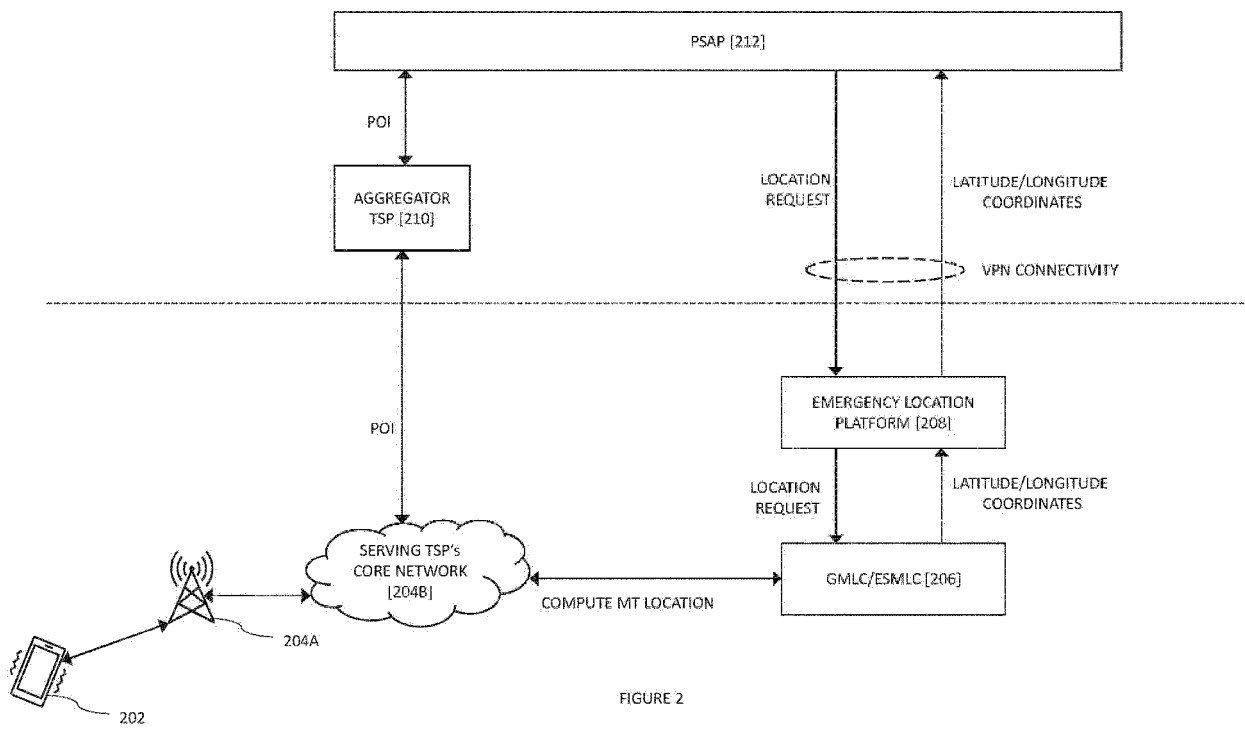 PSAP [212]
POI
AGGREGATOR
TSP [210]
LOCATION
REQUEST
LATITUDE/LONGITUDE
COORDINATES
VPN CONNECTIVITY
EMERGENCY LOCATION
PLATFORM [208]
POI
LOCATION
REQUEST
LATITUDE/LONGITUDE
COORDINATES
SERVING TSP's
CORE NETWORK
[204B]
GMLC/ESMLC [206]
COMPUTE MT LOCATION
204A
202
FIGURE 2